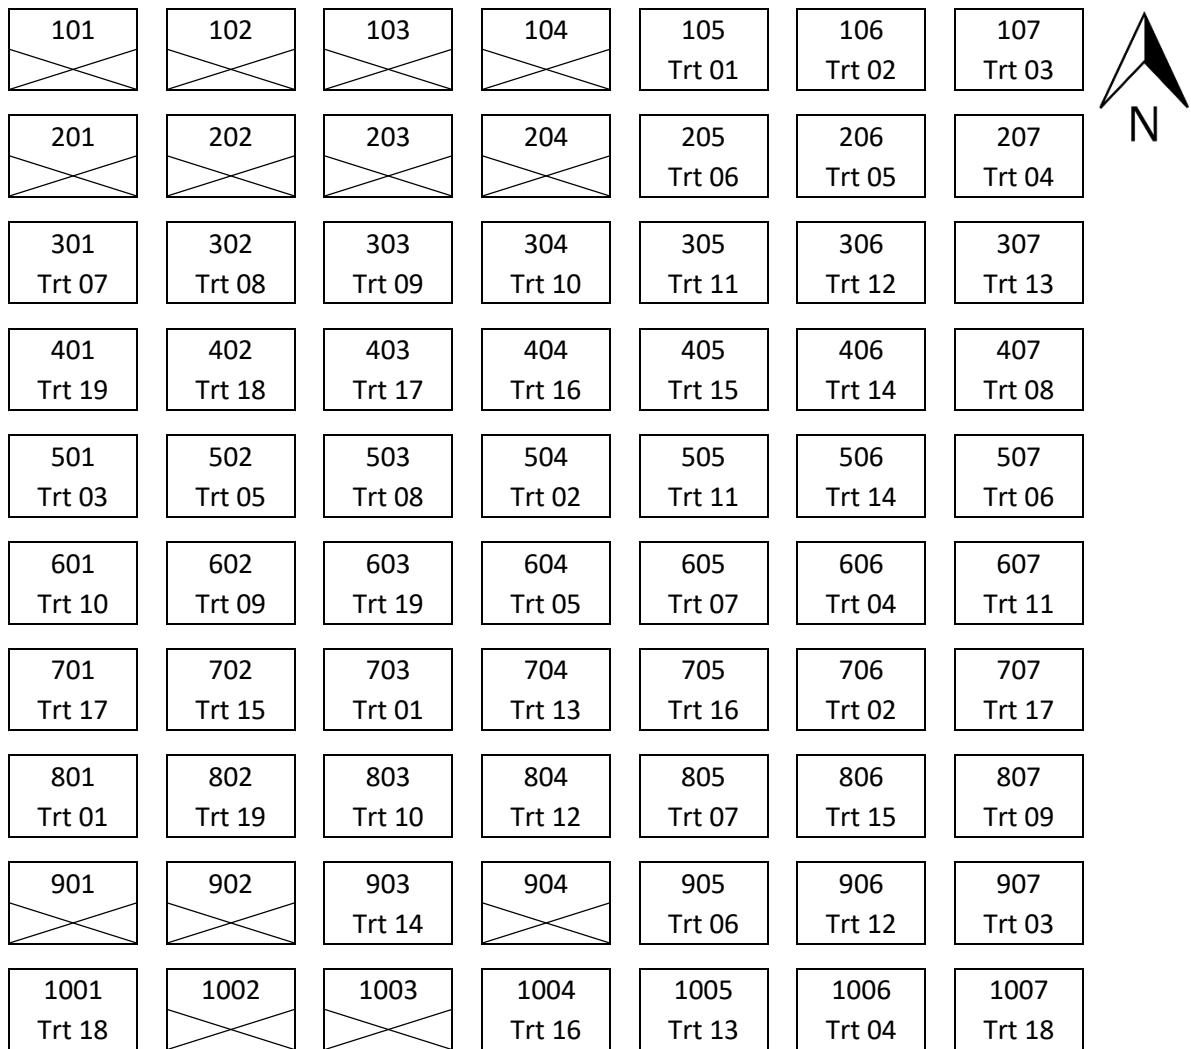 101 102 103 104 105 106 107
Trt 01 Trt 02 Trt 03
N
201 202 203 204 205 206 207
Trt 06 Trt 05 Trt 04
301 302 303 304 305 306 307
Trt 07 Trt 08 Trt 09 Trt 10 Trt 11 Trt 12 Trt 13
401 402 403 404 405 406 407
Trt 19 Trt 18 Trt 17 Trt 16 Trt 15 Trt 14 Trt 08
501 502 503 504 505 506 507
Trt 03 Trt 05 Trt 08 Trt 02 Trt 11 Trt 14 Trt 06
601 602 603 604 605 606 607
Trt 10 Trt 09 Trt 19 Trt 05 Trt 07 Trt 04 Trt 11
701 702 703 704 705 706 707
Trt 17 Trt 15 Trt 01 Trt 13 Trt 16 Trt 02 Trt 17
801 802 803 804 805 806 807
Trt 01 Trt 19 Trt 10 Trt 12 Trt 07 Trt 15 Trt 09
901 902 903 904 905 906 907
Trt 14 Trt 06 Trt 12 Trt 03
1001 1002 1003 1004 1005 1006 1007
Trt 18 Trt 16 Trt 13 Trt 04 Trt 18